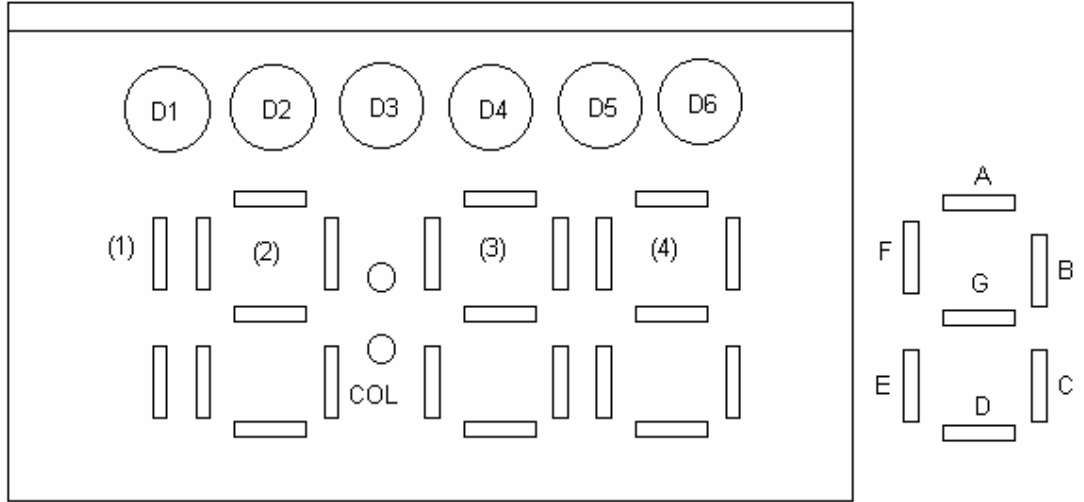 D1 D2 D3 D4 D5 D6
A
(1) (2) (3) (4)
F B
G
COL
E C
D